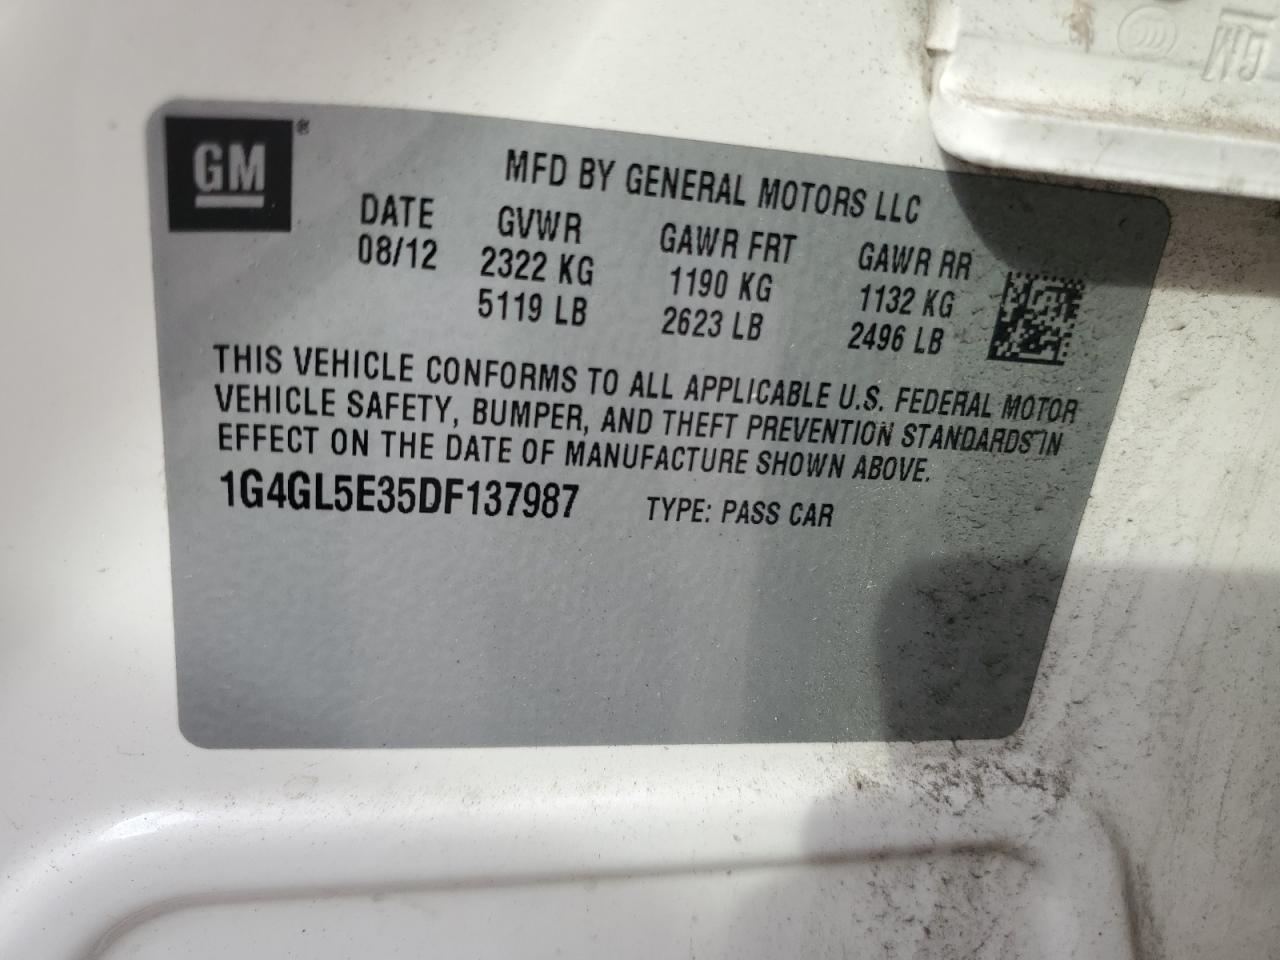 GM®
MFD BY GENERAL MOTORS LLC
DATE GVWR GAWR FRT GAWR RR
08/12 2322 KG 1190 KG 1132 KG
5119 LB 2623 LB 2496 LB
THIS VEHICLE CONFORMS TO ALL APPLICABLE U.S. FEDERAL MOTOR
VEHICLE SAFETY, BUMPER, AND THEFT PREVENTION STANDARDS IN
EFFECT ON THE DATE OF MANUFACTURE SHOWN ABOVE.
1G4GL5E35DF137987 TYPE: PASS CAR